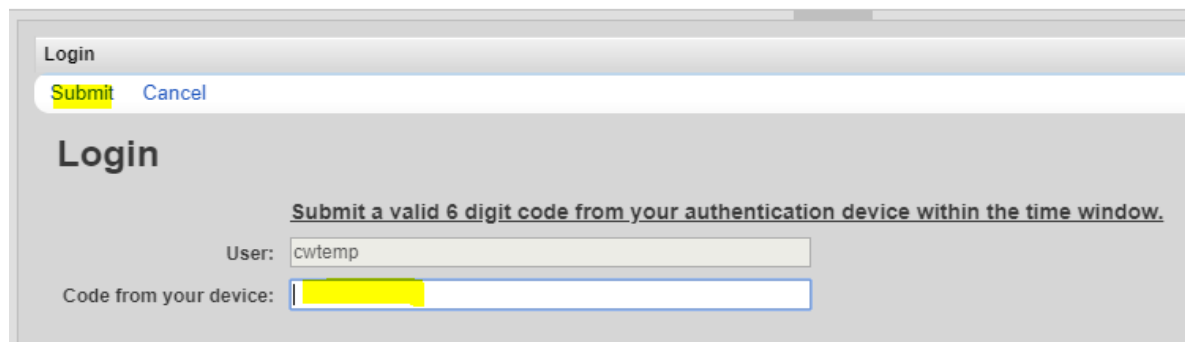 Login
Submit Cancel
Login
Submit a valid 6 digit code from your authentication device within the time window.
User: cwtemp
Code from your device: